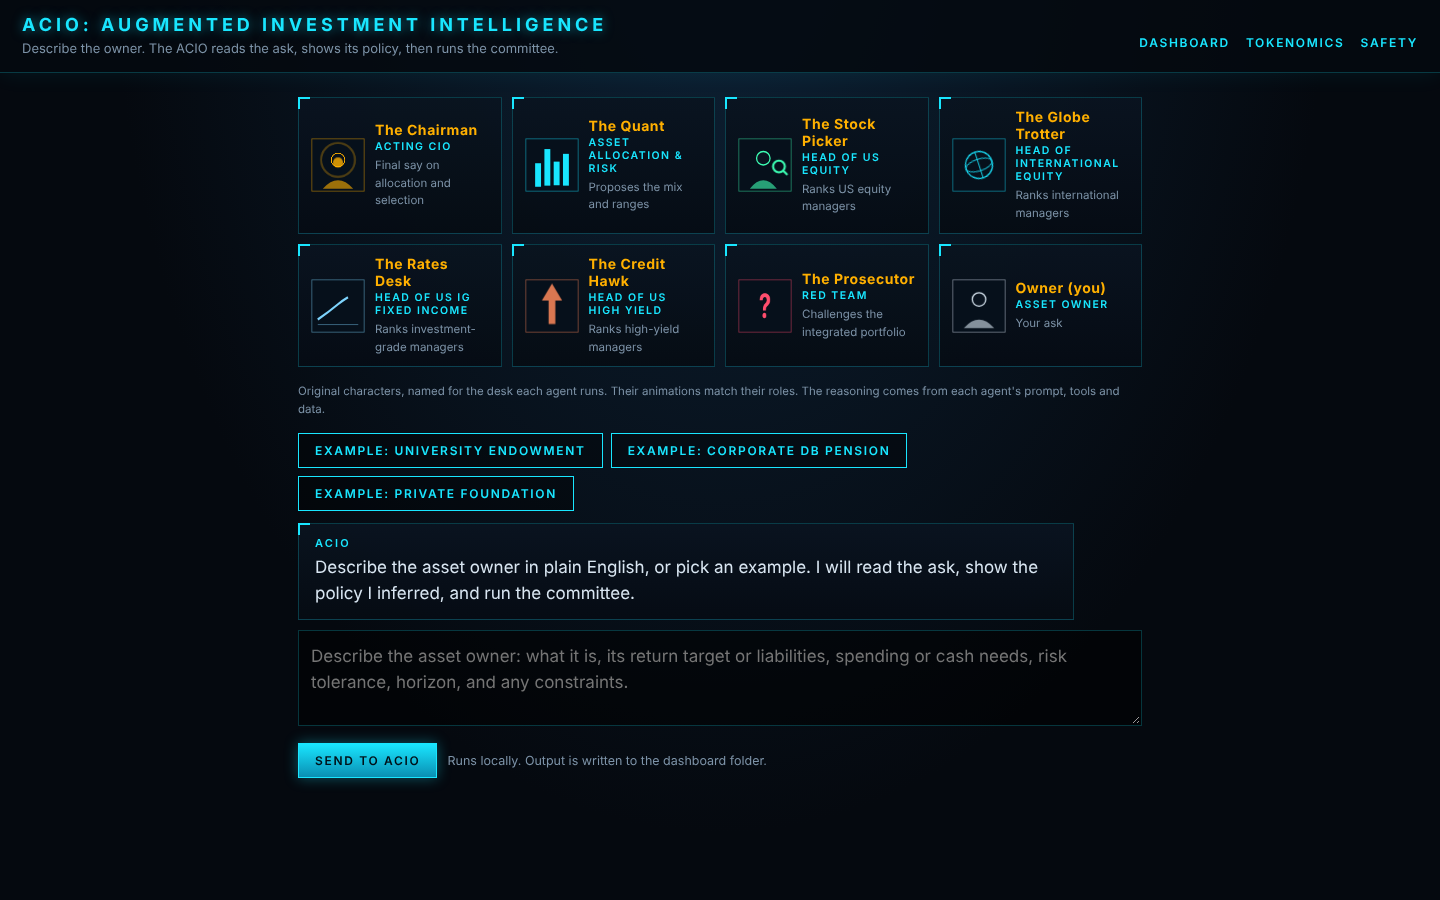 ACIO: AUGMENTED INVESTMENT INTELLIGENCE
Describe the owner. The ACIO reads the ask, shows its policy, then runs the committee.
DASHBOARD TOKENOMICS SAFETY
The Chairman
ACTING CIO
Final say on
allocation and
selection
The Quant
ASSET
ALLOCATION &
RISK
Proposes the mix
and ranges
The Stock
Picker
HEAD OF US
EQUITY
Ranks US equity
managers
The Globe
Trotter
HEAD OF
INTERNATIONAL
EQUITY
Ranks international
managers
The Rates
Desk
HEAD OF US IG
FIXED INCOME
Ranks investment-
grade managers
The Credit
Hawk
HEAD OF US
HIGH YIELD
Ranks high-yield
managers
?
The Prosecutor
RED TEAM
Challenges the
integrated portfolio
Owner (you)
ASSET OWNER
Your ask
Original characters, named for the desk each agent runs. Their animations match their roles. The reasoning comes from each agent's prompt, tools and
data.
EXAMPLE: UNIVERSITY ENDOWMENT
EXAMPLE: CORPORATE DB PENSION
EXAMPLE: PRIVATE FOUNDATION
ACIO
Describe the asset owner in plain English, or pick an example. I will read the ask, show the
policy I inferred, and run the committee.
Describe the asset owner: what it is, its return target or liabilities, spending or cash needs, risk
tolerance, horizon, and any constraints.
SEND TO ACIO
Runs locally. Output is written to the dashboard folder.